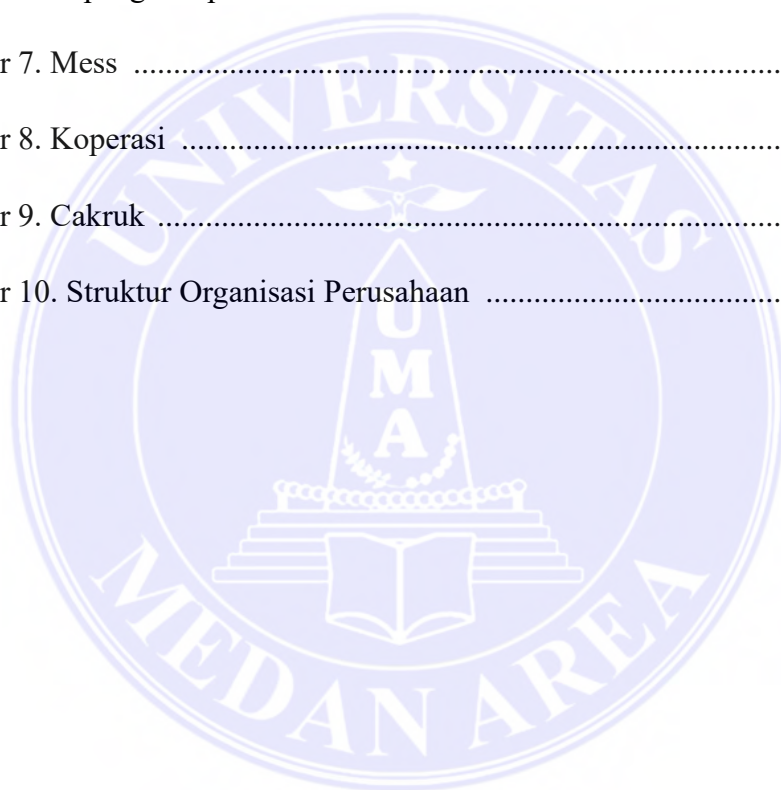 r 7. Mess ................................................................................
r 8. Koperasi ..........................................................................
r 9. Cakruk .............................................................................
r 10. Struktur Organisasi Perusahaan .....................................
UNIVERSITAS
UMA
MEDAN AREA